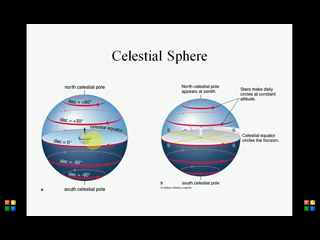 Celestial Sphere
north celestial pole
dec = +60°
dec = +30°
celestial equator
dec = 0°
dec = -30°
dec = -60°
south celestial pole
a
North celestial pole
appears at zenith.
Stars make daily
circles at constant
altitude.
Celestial equator
circles the horizon.
S
S
S
S
south celestial pole
b